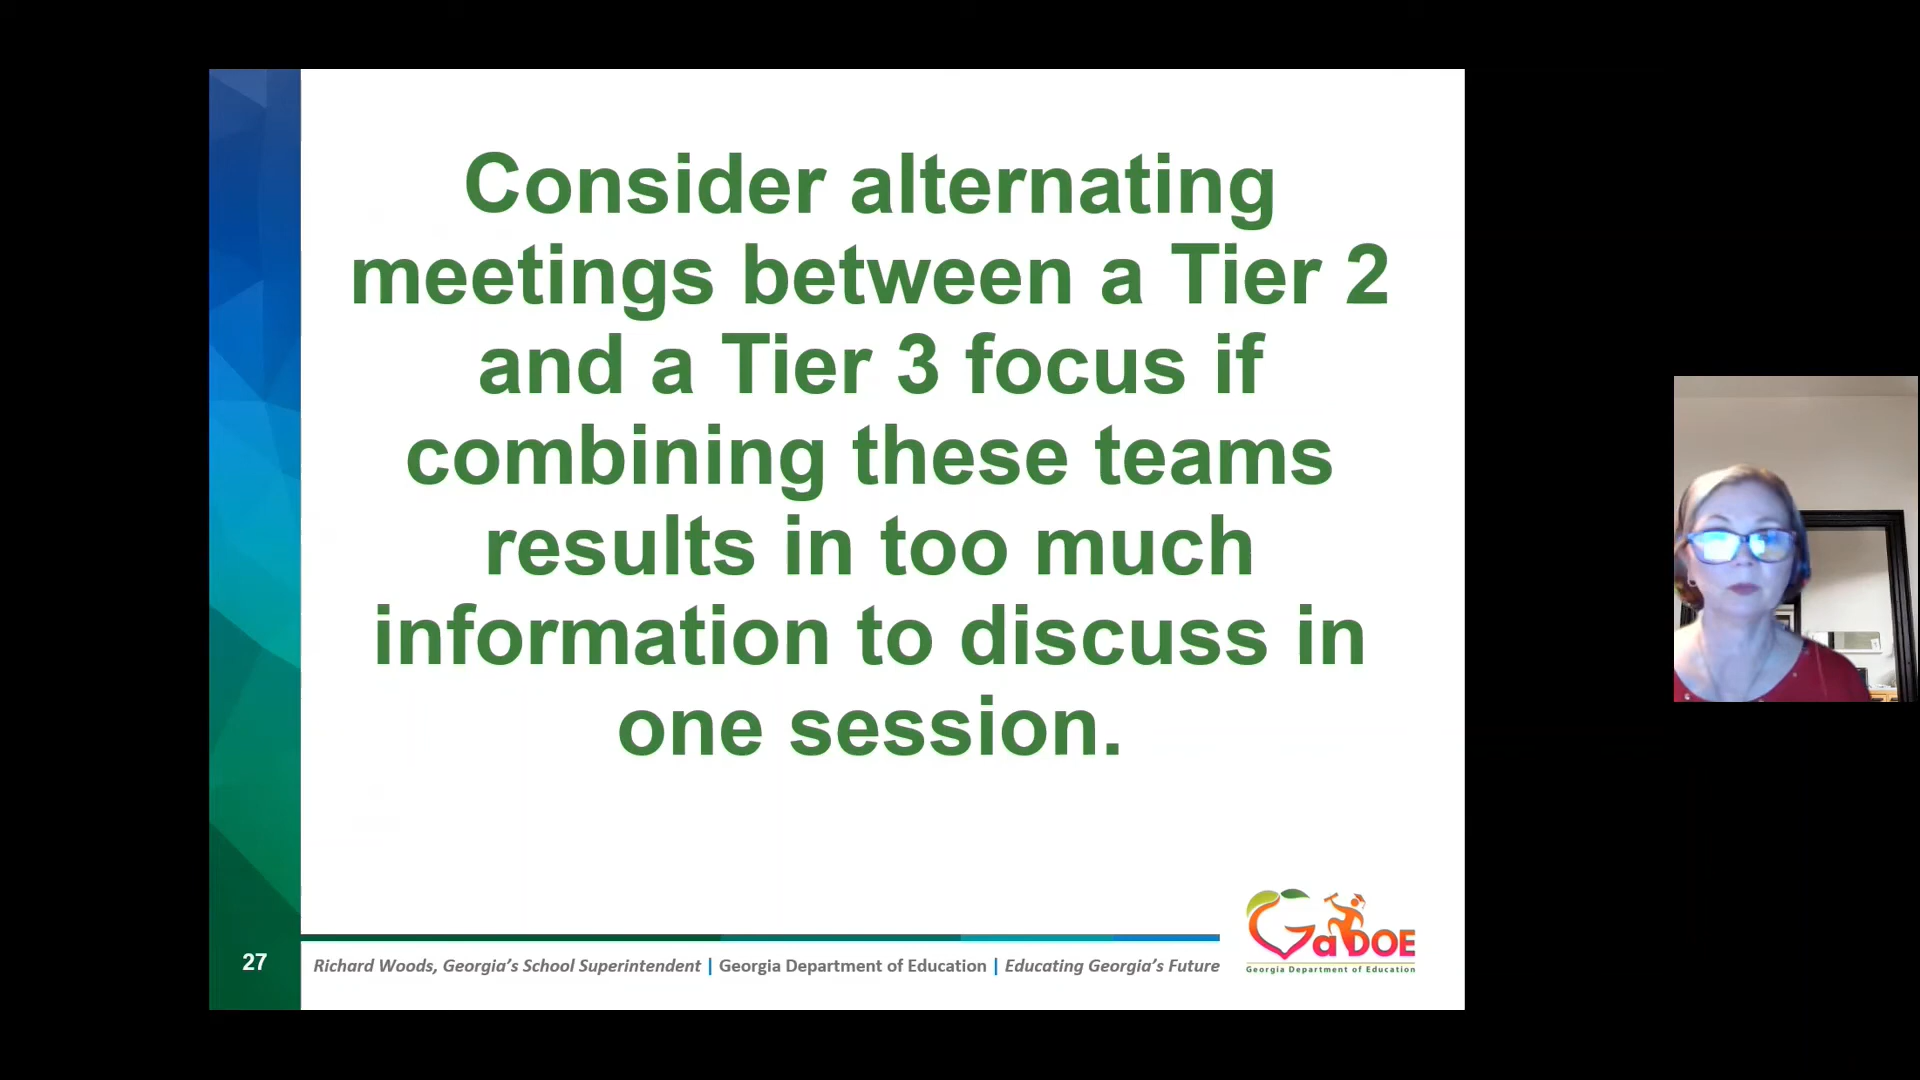 Consider alternating
meetings between a Tier 2
and a Tier 3 focus if
combining these teams
results in too much
information to discuss in
one session.
27
Richard Woods, Georgia's School Superintendent | Georgia Department of Education | Educating Georgia's Future
GaDOE
Georgia Department of Education